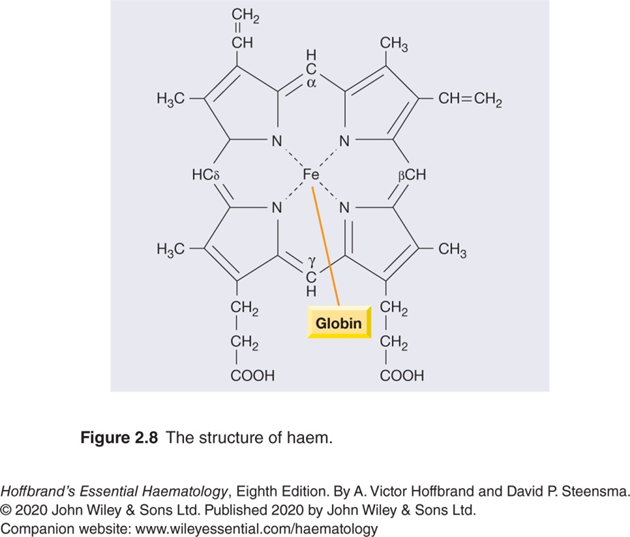 CH₂
CH
H
C
α
CH₃
H₃C
CH=CH₂
N
N
HCδ
Fe
βCH
N
N
H₃C
γ
C
H
CH₃
CH₂
CH₂
Globin
CH₂
CH₂
COOH
COOH
Figure 2.8 The structure of haem.
Hoffbrand’s Essential Haematology, Eighth Edition. By A. Victor Hoffbrand and David P. Steensma.
© 2020 John Wiley & Sons Ltd. Published 2020 by John Wiley & Sons Ltd.
Companion website: www.wileyessential.com/haematology